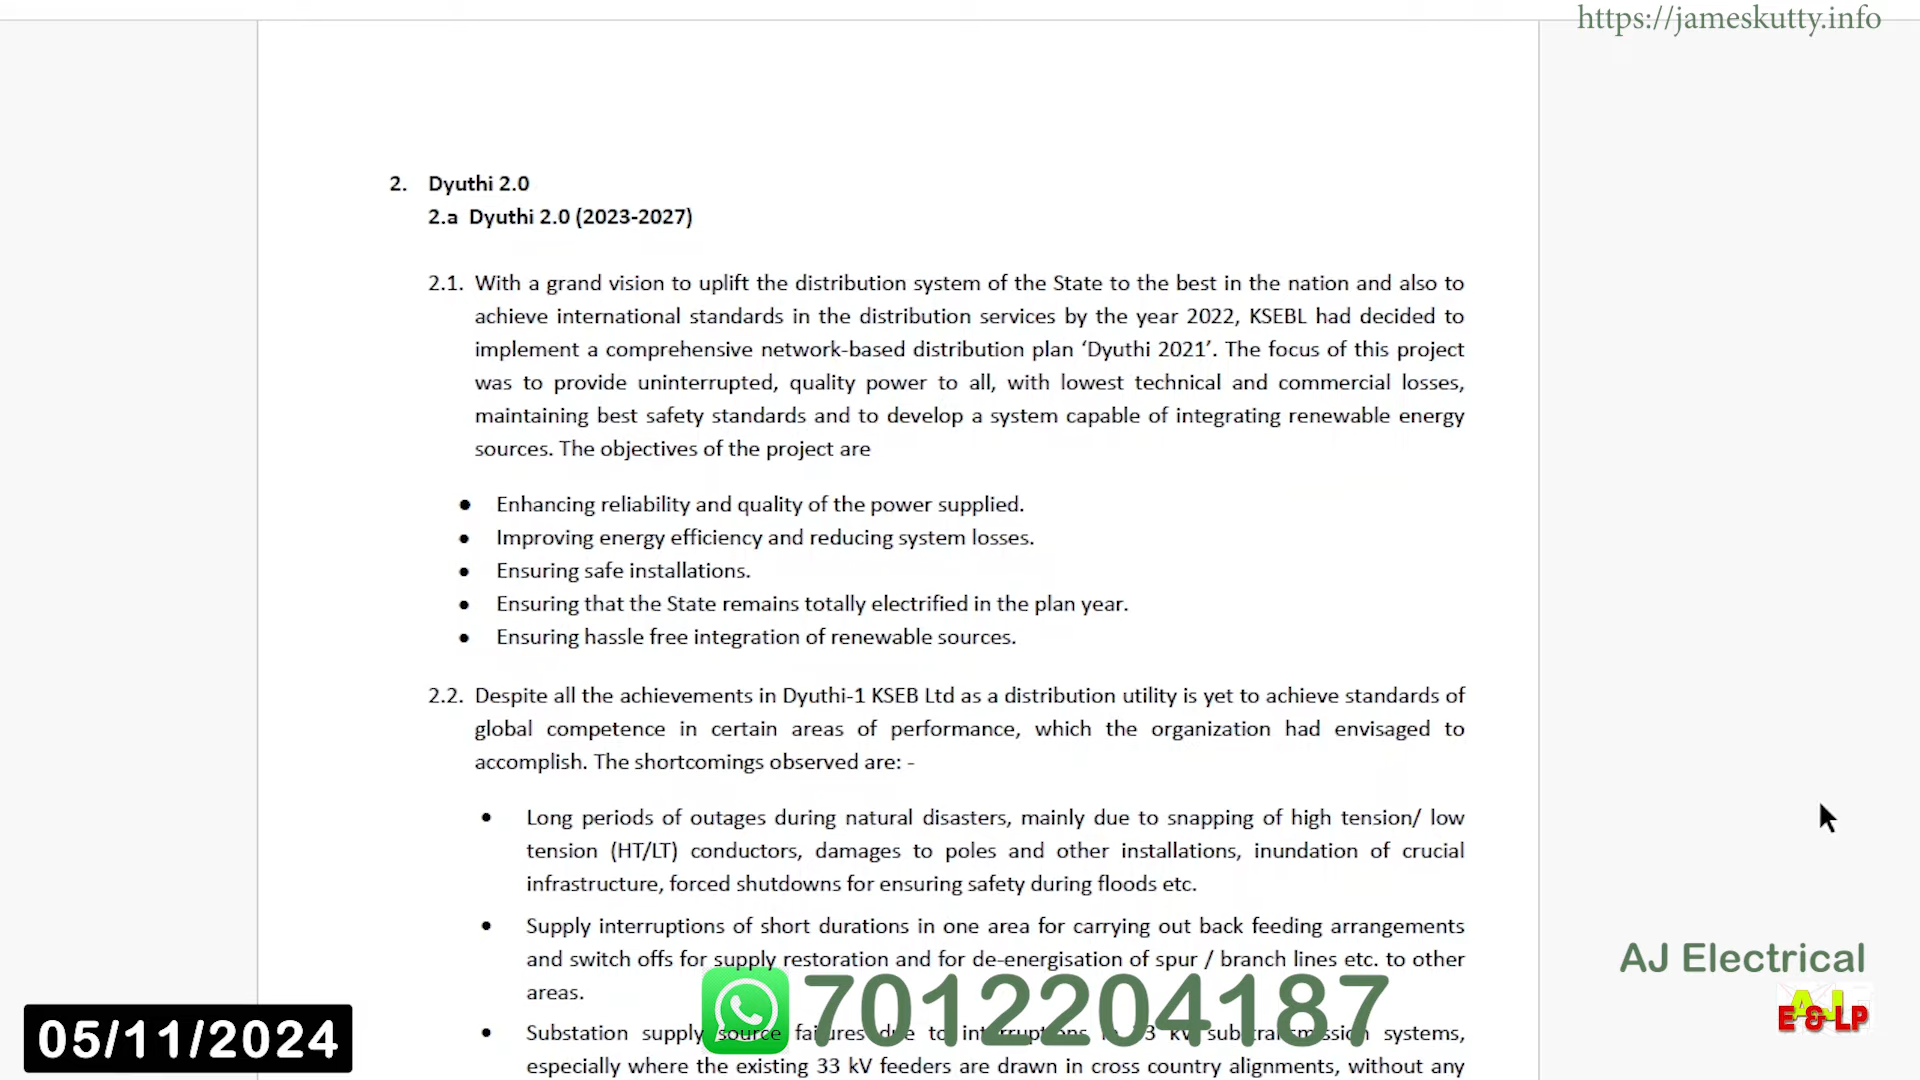 https://jameskutty.info
2. Dyuthi 2.0
2.a Dyuthi 2.0 (2023-2027)
2.1. With a grand vision to uplift the distribution system of the State to the best in the nation and also to
achieve international standards in the distribution services by the year 2022, KSEBL had decided to
implement a comprehensive network-based distribution plan ‘Dyuthi 2021’. The focus of this project
was to provide uninterrupted, quality power to all, with lowest technical and commercial losses,
maintaining best safety standards and to develop a system capable of integrating renewable energy
sources. The objectives of the project are
● Enhancing reliability and quality of the power supplied.
● Improving energy efficiency and reducing system losses.
● Ensuring safe installations.
● Ensuring that the State remains totally electrified in the plan year.
● Ensuring hassle free integration of renewable sources.
2.2. Despite all the achievements in Dyuthi-1 KSEB Ltd as a distribution utility is yet to achieve standards of
global competence in certain areas of performance, which the organization had envisaged to
accomplish. The shortcomings observed are: -
● Long periods of outages during natural disasters, mainly due to snapping of high tension/ low
tension (HT/LT) conductors, damages to poles and other installations, inundation of crucial
infrastructure, forced shutdowns for ensuring safety during floods etc.
● Supply interruptions of short durations in one area for carrying out back feeding arrangements
and switch offs for supply restoration and for de-energisation of spur / branch lines etc. to other
areas.
● Substation supply source failures due to interruptions 33 kV sub transmission systems,
especially where the existing 33 kV feeders are drawn in cross country alignments, without any
7012204187
05/11/2024
AJ Electrical
AJ
E & LP